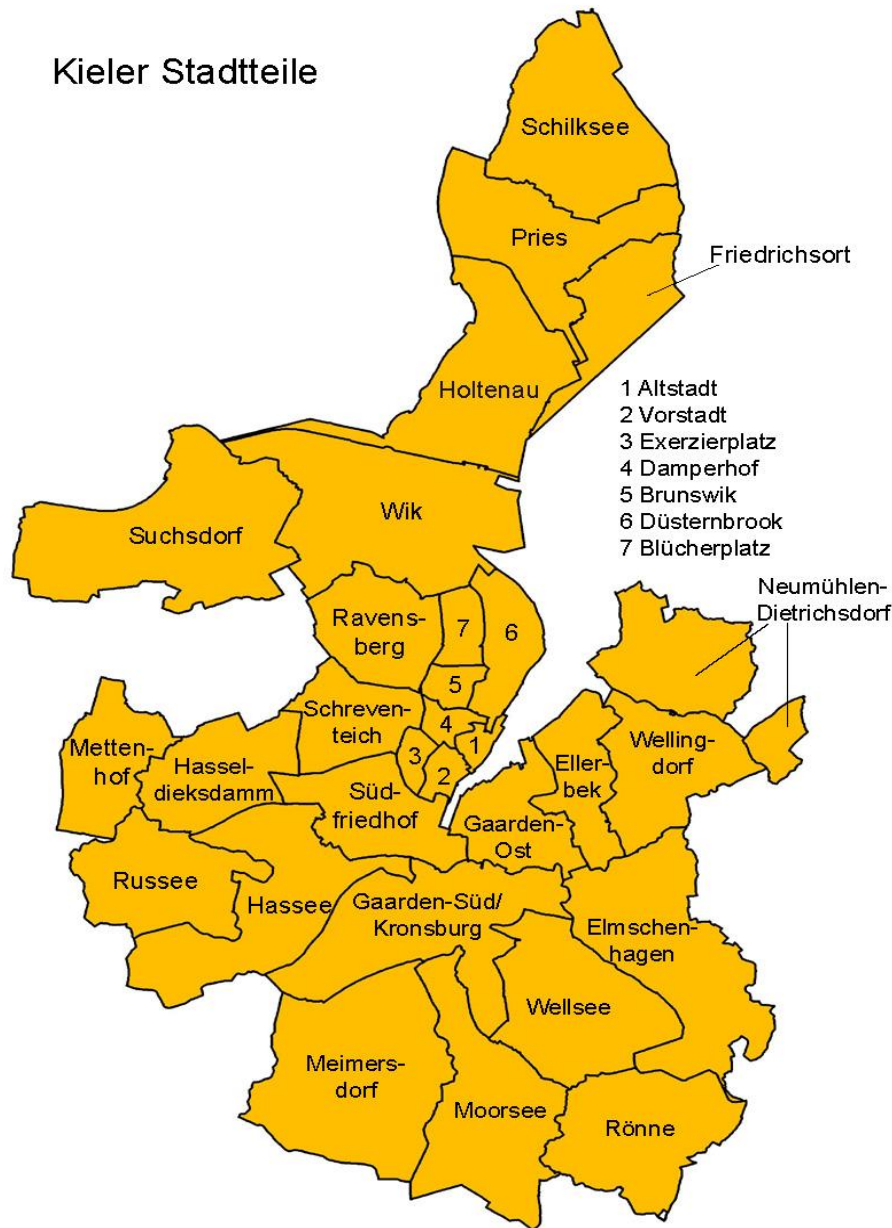 Kieler Stadtteile
Schilksee
Pries
Friedrichsort
Holtenau
1 Altstadt
2 Vorstadt
3 Exerzierplatz
4 Damperhof
5 Brunswik
6 Düsternbrook
7 Blücherplatz
Wik
Suchsdorf
Neumühlen-
Dietrichsdorf
Ravens-
berg
7
6
5
Schreven-
teich
4
1
3
2
Metten-
hof
Hassel-
dieksdamm
Süd-
friedhof
Welling-
dorf
Eller-
bek
Gaarden-
Ost
Russee
Hassee
Gaarden-Süd/
Kronsburg
Elmschen-
hagen
Wellsee
Meimers-
dorf
Moorsee
Rönne